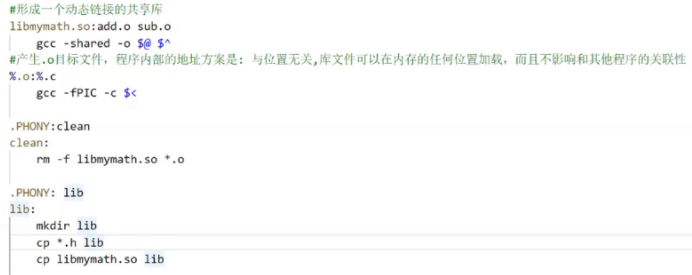 #形成一个动态链接的共享库
libmymath.so:add.o sub.o
    gcc -shared -o $@ $^
#产生.o目标文件，程序内部的地址方案是: 与位置无关,库文件可以在内存的任何位置加载，而且不影响和其他程序的关联性
%.o:%.c
    gcc -fPIC -c $<
.PHONY:clean
clean:
    rm -f libmymath.so *.o
.PHONY: lib
lib:
    mkdir lib
    cp *.h lib
    cp libmymath.so lib